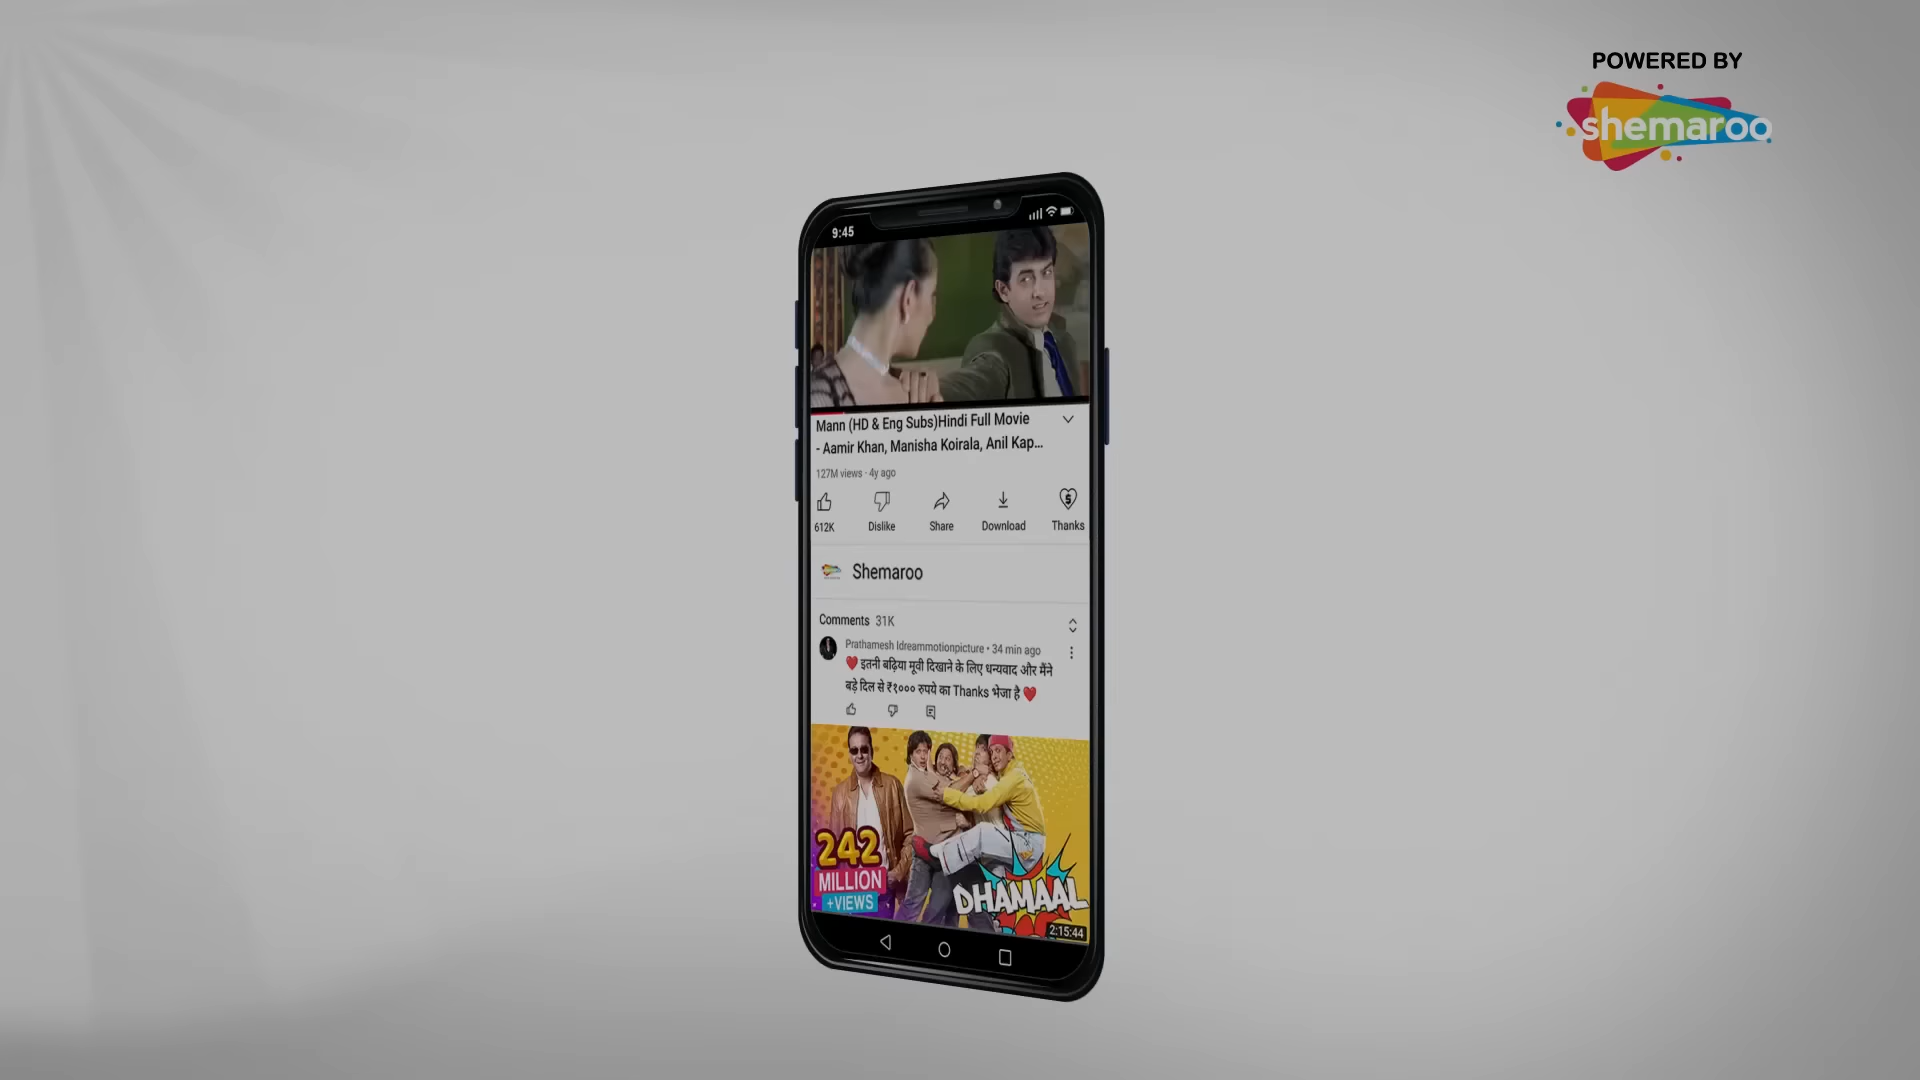 POWERED BY
shemaroo
9:45
Mann (HD & Eng Subs)Hindi Full Movie
- Aamir Khan, Manisha Koirala, Anil Kap...
127M views · 4y ago
612K Dislike Share Download Thanks
Shemaroo
Comments 31K
Prathamesh Idreammotionpicture • 34 min ago
❤️ इतनी बढ़िया मूवी दिखाने के लिए धन्यवाद और मैंने
बड़े दिल से ₹१००० रुपये का Thanks भेजा है ❤️
242
MILLION
+VIEWS
DHAMAAL
2:15:44